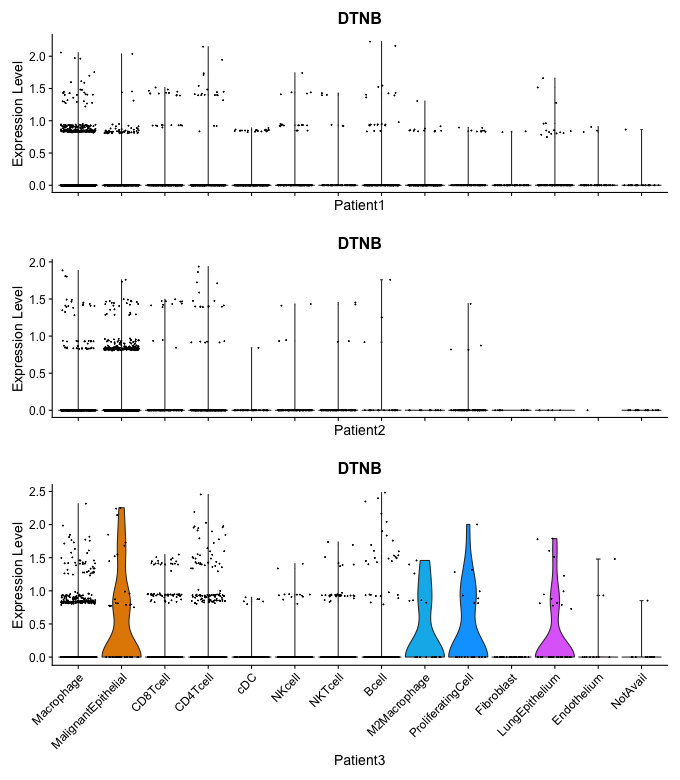 DTNB
Expression Level
2.0
1.5
1.0
0.5
0.0
Patient1
DTNB
Expression Level
2.0
1.5
1.0
0.5
0.0
Patient2
DTNB
Expression Level
2.5
2.0
1.5
1.0
0.5
0.0
Macrophage
MalignantEpithelial
CD8Tcell
CD4Tcell
cDC
NKcell
NKTcell
Bcell
M2Macrophage
ProliferatingCell
Fibroblast
LungEpithelium
Endothelium
NotAvail
Patient3